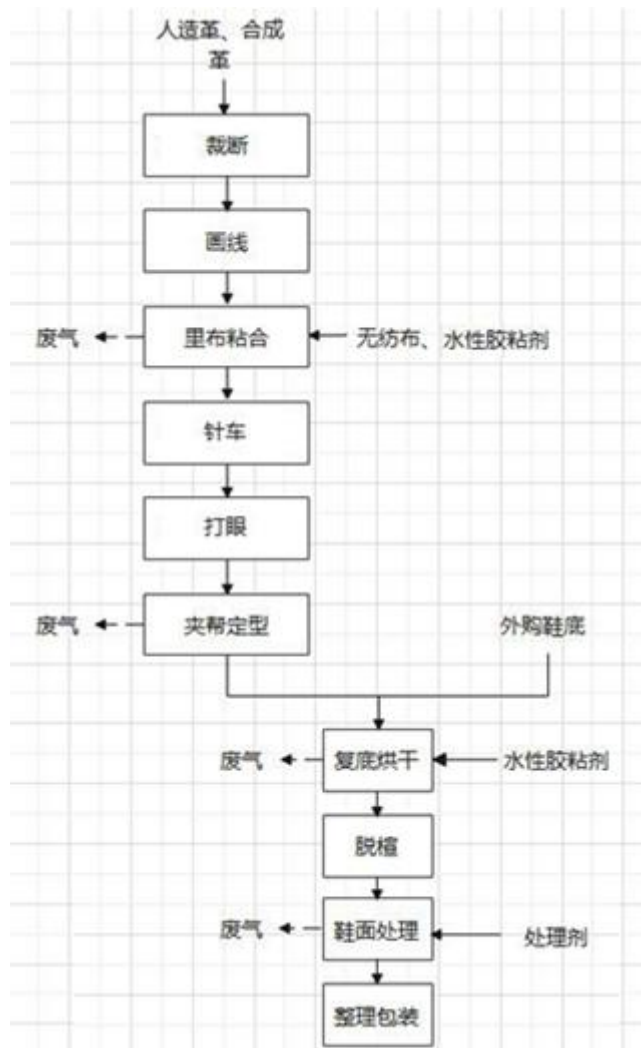 人造革、合成
革
裁断
画线
废气
里布粘合
无纺布、水性胶粘剂
针车
打眼
废气
夹帮定型
外购鞋底
废气
复底烘干
水性胶粘剂
脱楦
废气
鞋面处理
处理剂
整理包装